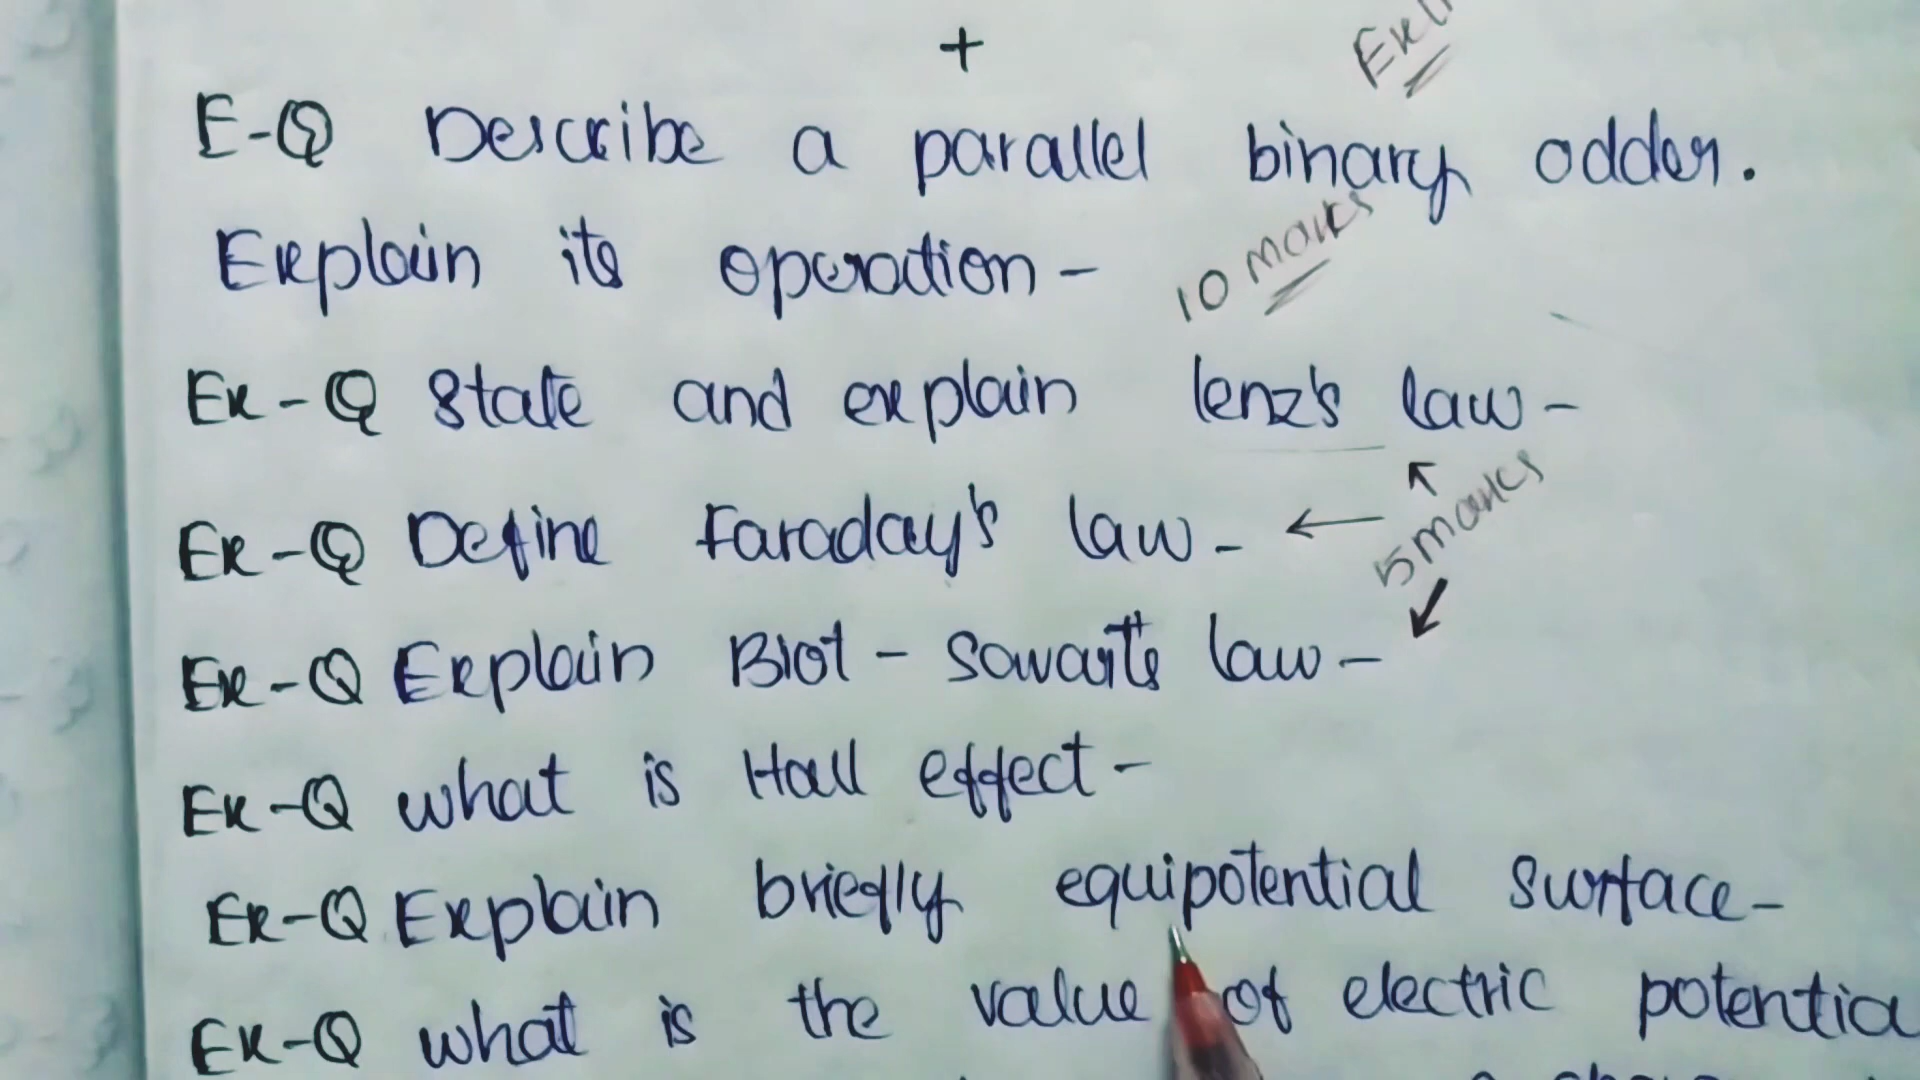 +
E-Q Describe a parallel binary adder.
Explain its operation -
10 marks
Ex-Q State and explain lenz's law -
Ex-Q Define Faraday's law - ←
5 marks
Ex-Q Explain Biot - Savart's law -
Ex-Q what is Hall effect -
Ex-Q Explain briefly equipotential surface -
Ex-Q what is the value of electric potentia